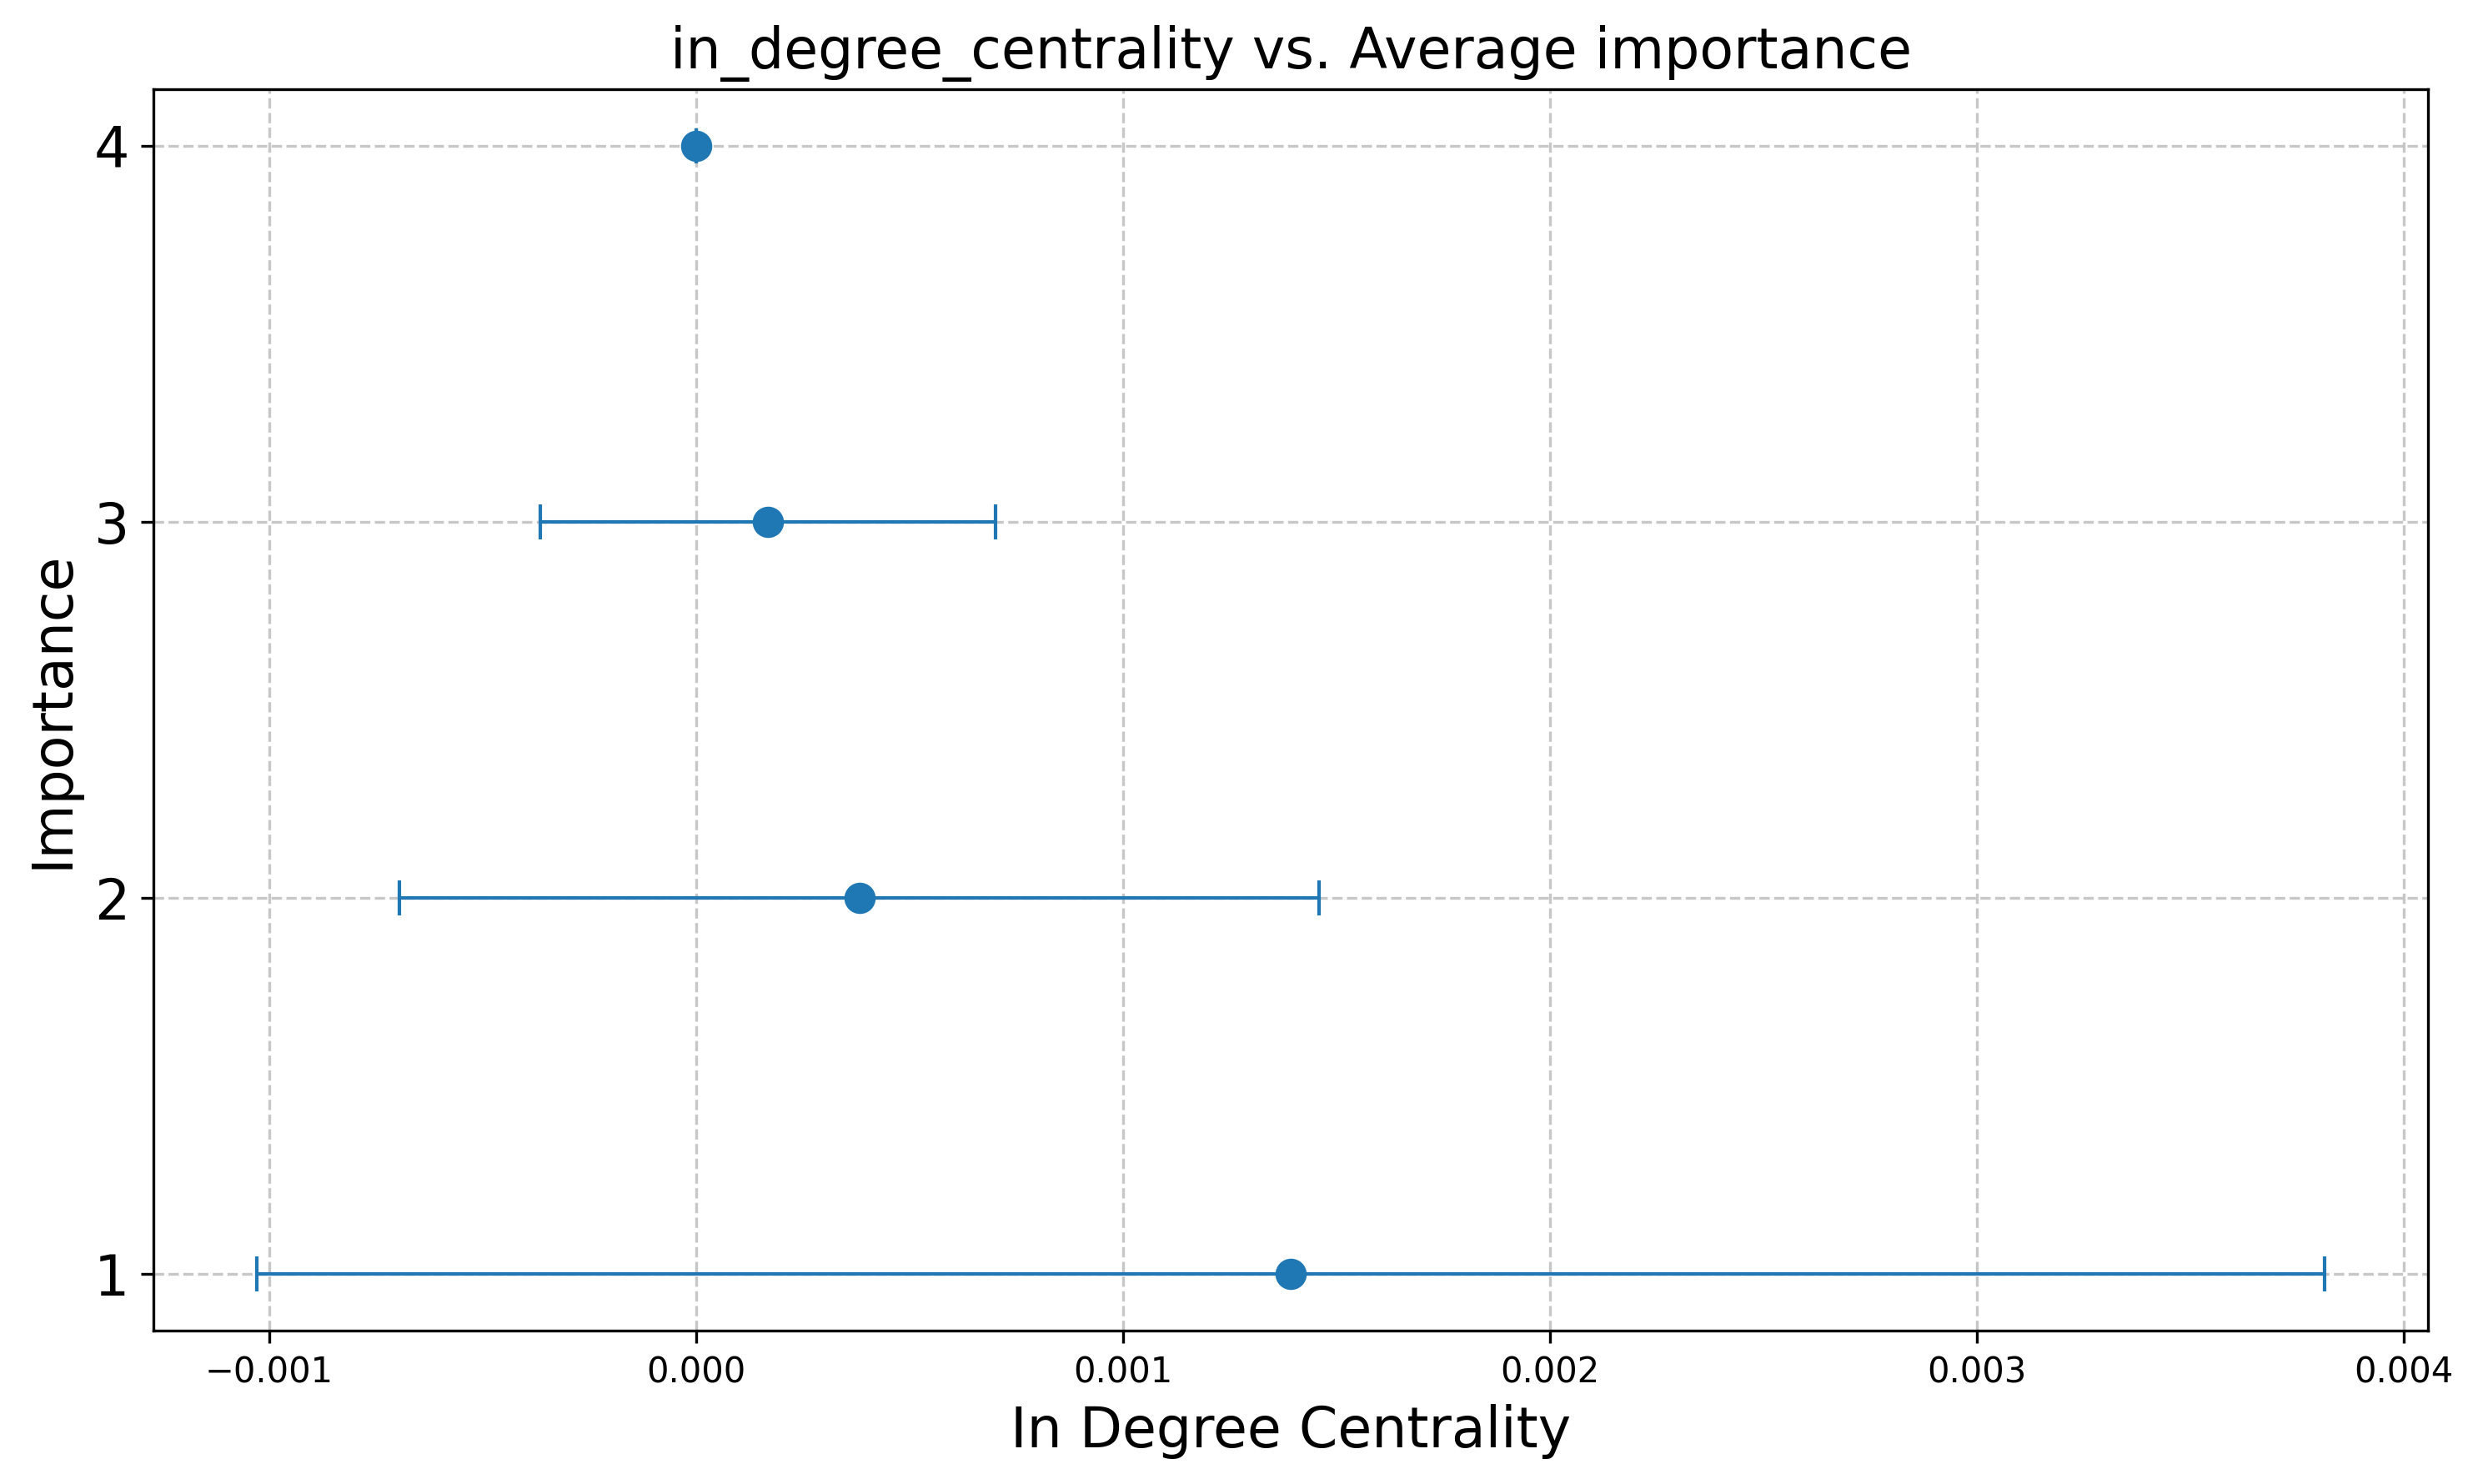 in_degree_centrality vs. Average importance
Importance
4
3
2
1
−0.001 0.000 0.001 0.002 0.003 0.004
In Degree Centrality